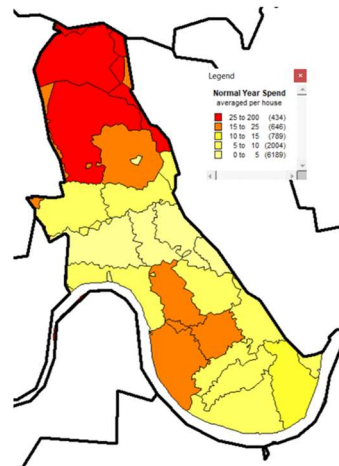 Legend
Normal Year Spend
averaged per house
25 to 200 (434)
15 to 25 (646)
10 to 15 (789)
5 to 10 (2004)
0 to 5 (6189)